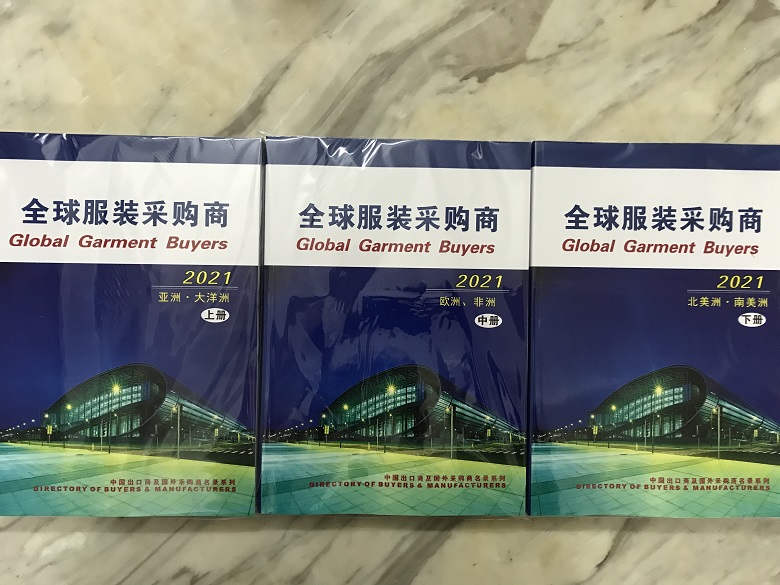 全球服装采购商
Global Garment Buyers
2021
亚洲·大洋洲
上册
中国出口商及国外采购商名录系列
DIRECTORY OF BUYERS & MANUFACTURERS
全球服装采购商
Global Garment Buyers
2021
欧洲、非洲
中册
中国出口商及国外采购商名录系列
DIRECTORY OF BUYERS & MANUFACTURERS
全球服装采购商
Global Garment Buyers
2021
北美洲·南美洲
下册
中国出口商及国外采购商名录系列
DIRECTORY OF BUYERS & MANUFACTURERS